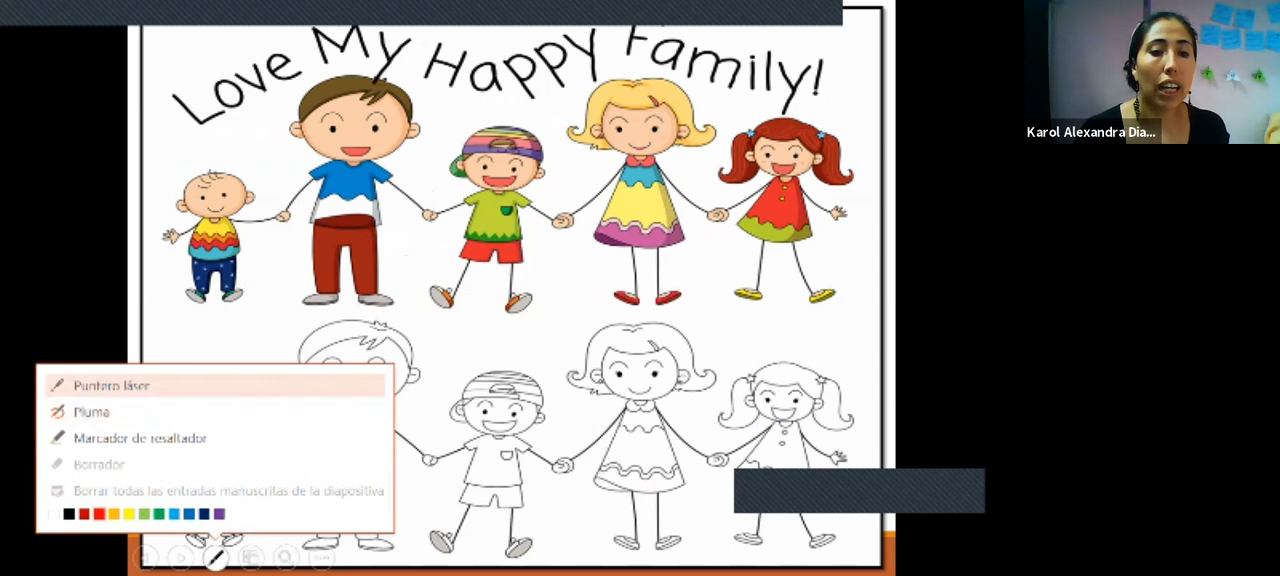 Love My Happy Family!
Karol Alexandra Dia...
Puntero láser
Pluma
Marcador de resaltador
Borrador
Borrar todas las entradas manuscritas de la diapositiva